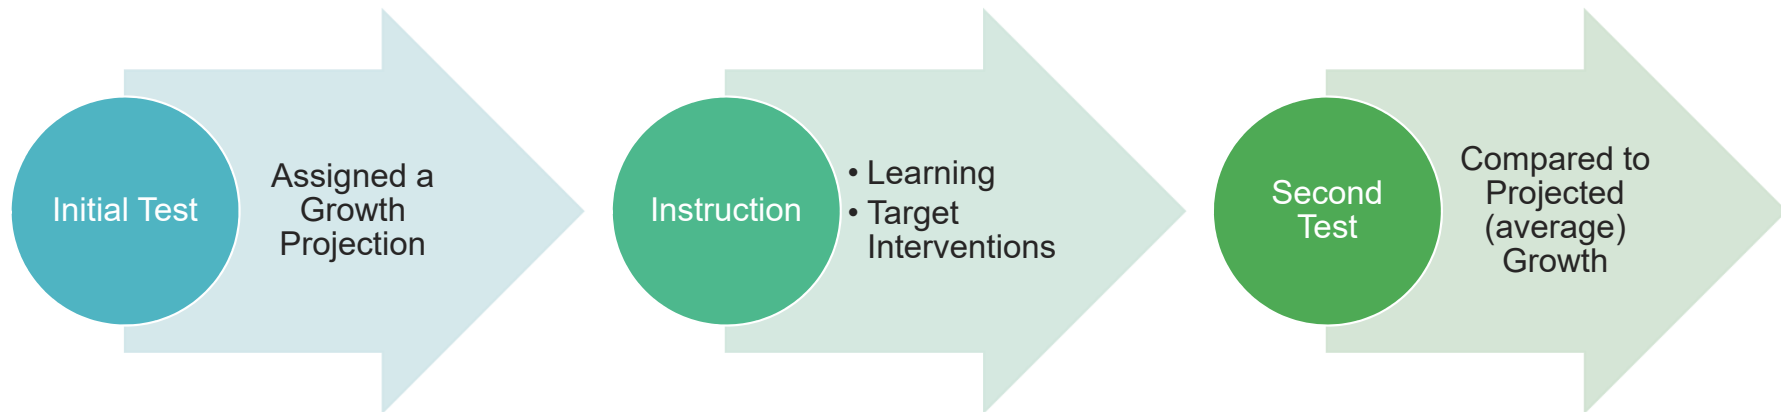 Initial Test
Assigned a
Growth
Projection
Instruction
• Learning
• Target
Interventions
Second
Test
Compared to
Projected
(average)
Growth